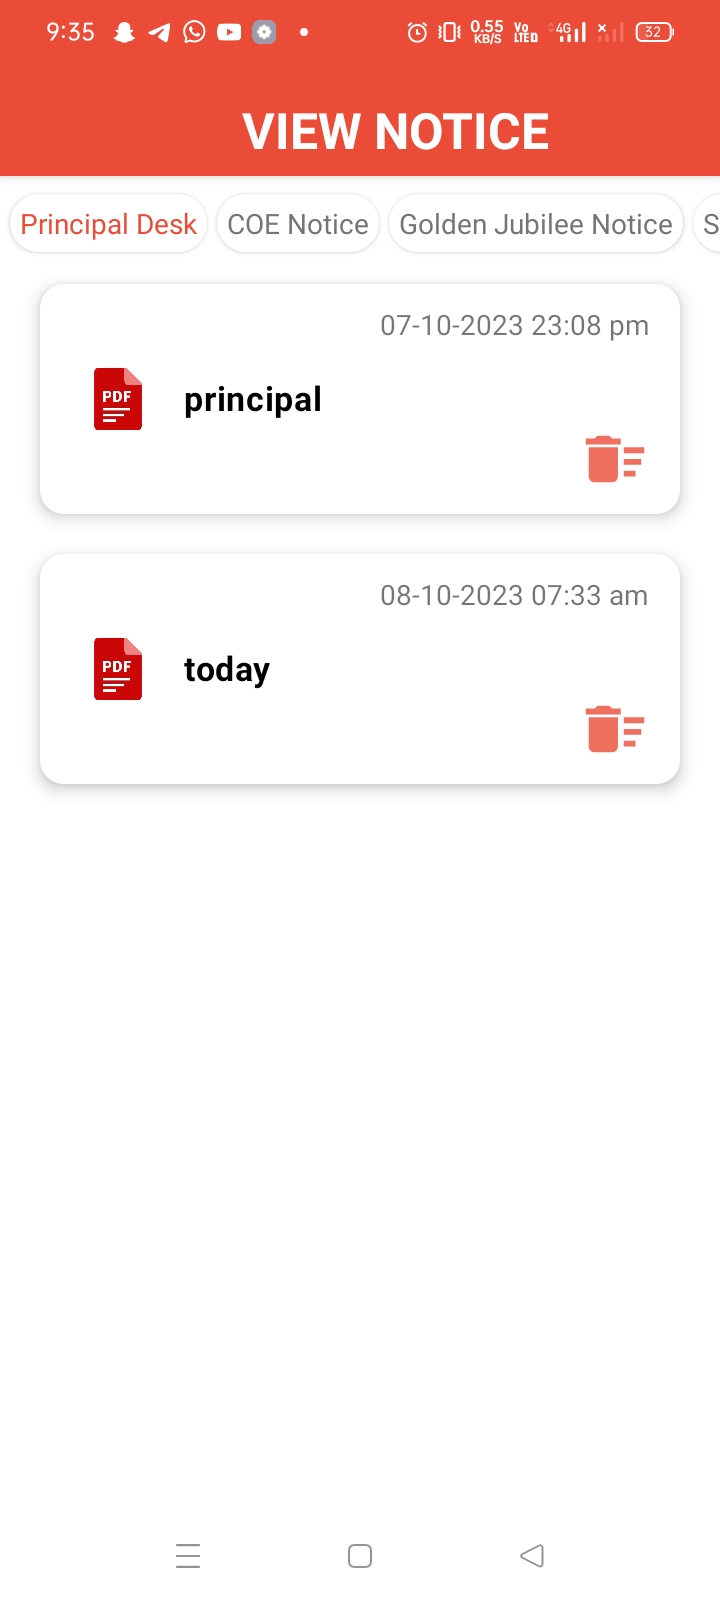 9:35
0.55 KB/S
Vo LTE
4G
32
VIEW NOTICE
Principal Desk
COE Notice
Golden Jubilee Notice
S
07-10-2023 23:08 pm
PDF
principal
08-10-2023 07:33 am
PDF
today